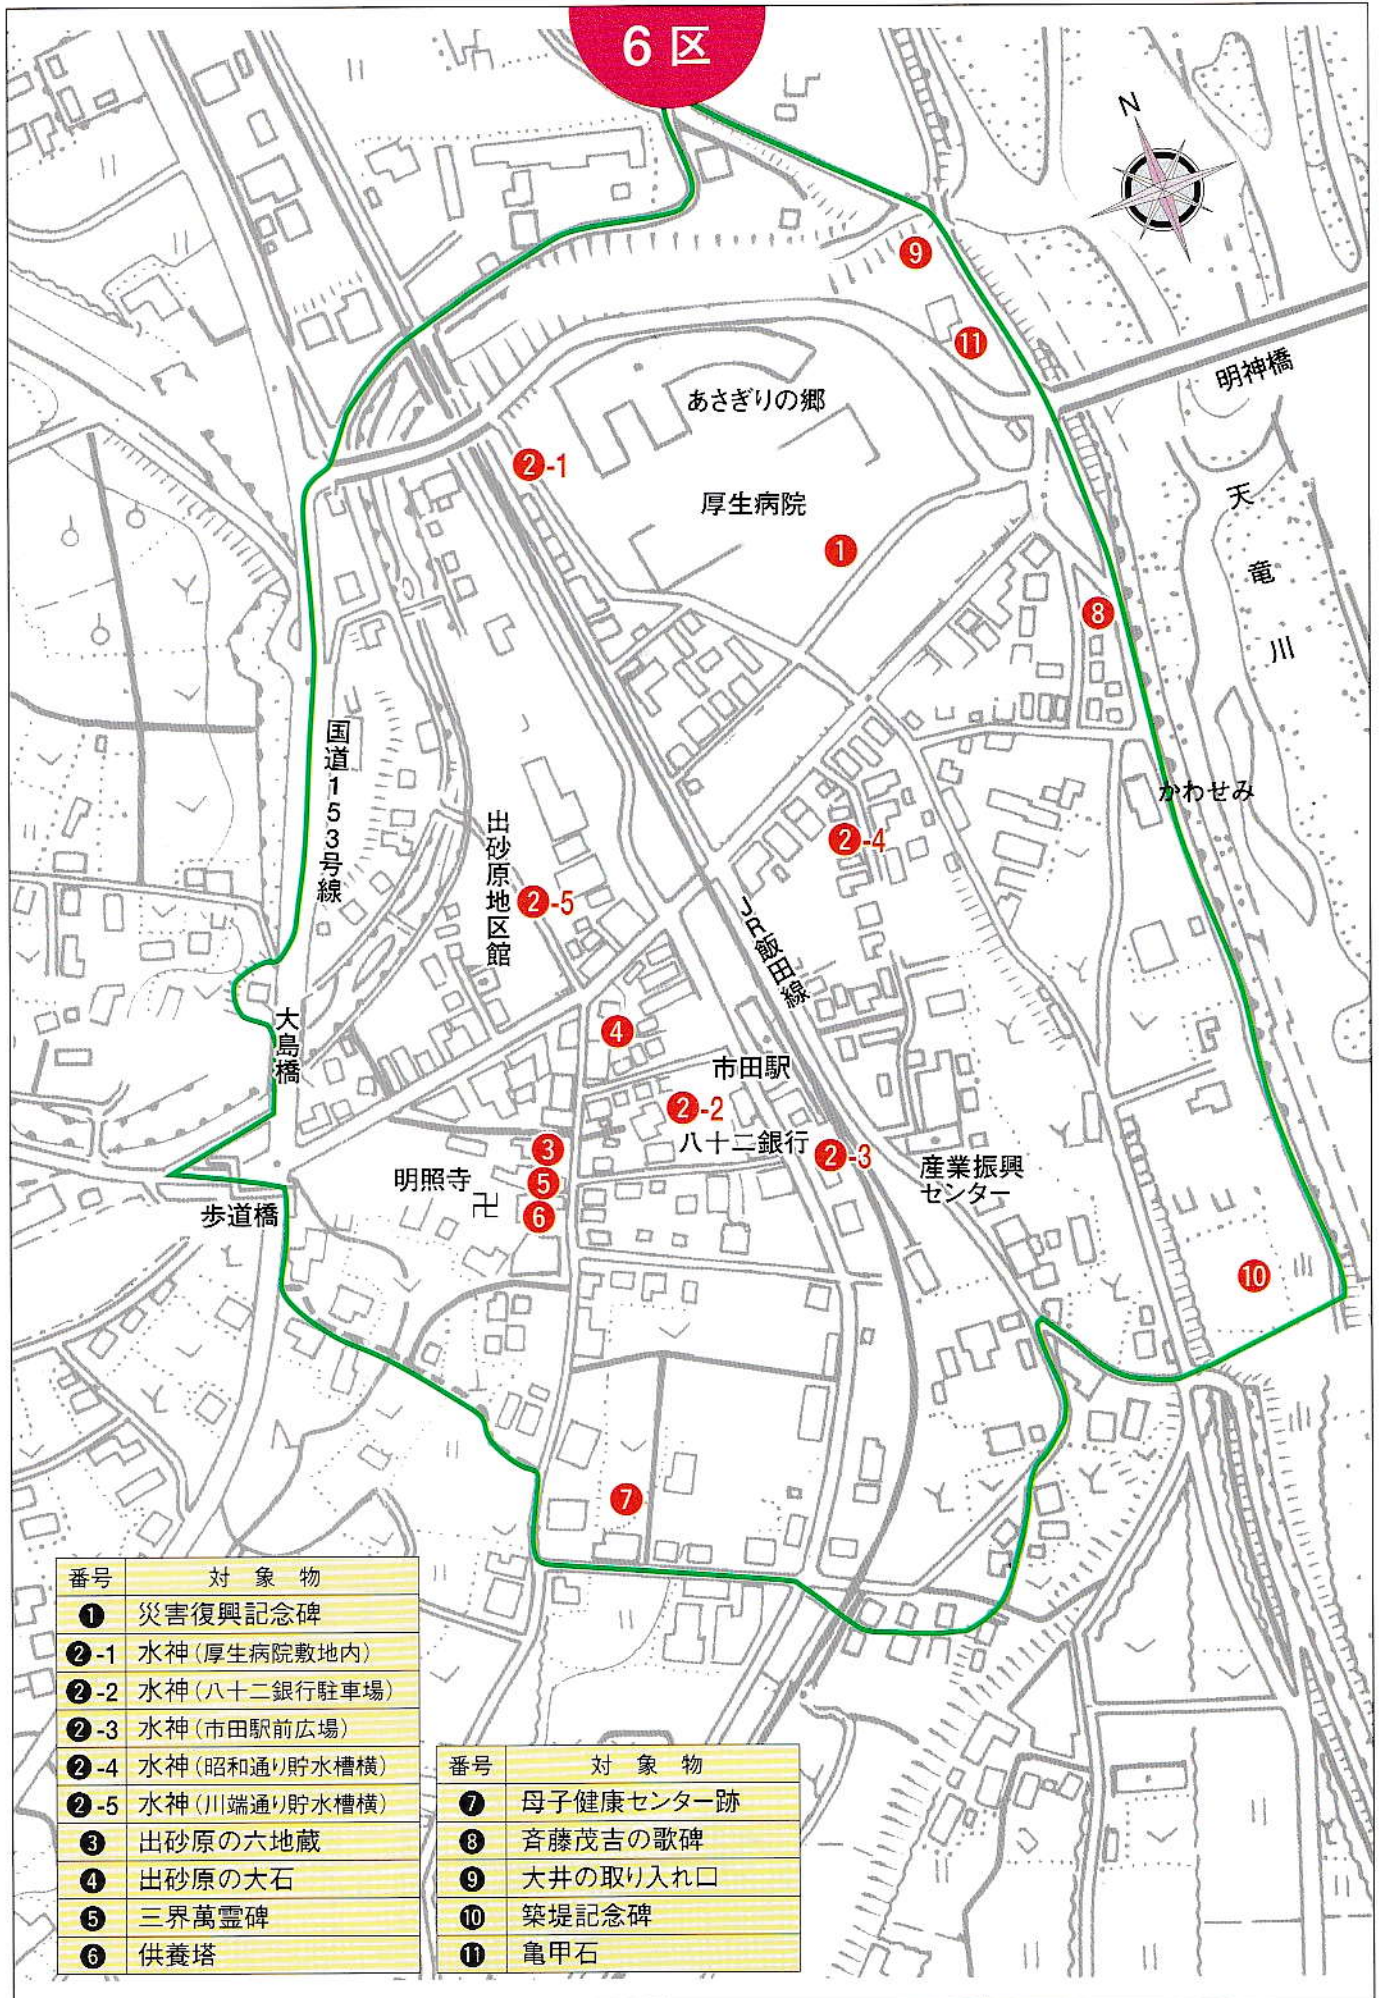 6区
N
9
11
明神橋
あさぎりの郷
2-1
厚生病院
天竜川
1
8
国道153号線
かわせみ
出砂原地区館
2-4
2-5
JR飯田線
大島橋
4
市田駅
2-2
八十二銀行
2-3
3
明照寺
卍
5
産業振興
センター
歩道橋
6
10
7
番号 対象物
1 災害復興記念碑
2-1 水神(厚生病院敷地内)
2-2 水神(八十二銀行駐車場)
2-3 水神(市田駅前広場)
2-4 水神(昭和通り貯水槽横)
2-5 水神(川端通り貯水槽横)
3 出砂原の六地蔵
4 出砂原の大石
5 三界萬霊碑
6 供養塔
番号 対象物
7 母子健康センター跡
8 斉藤茂吉の歌碑
9 大井の取り入れ口
10 築堤記念碑
11 亀甲石